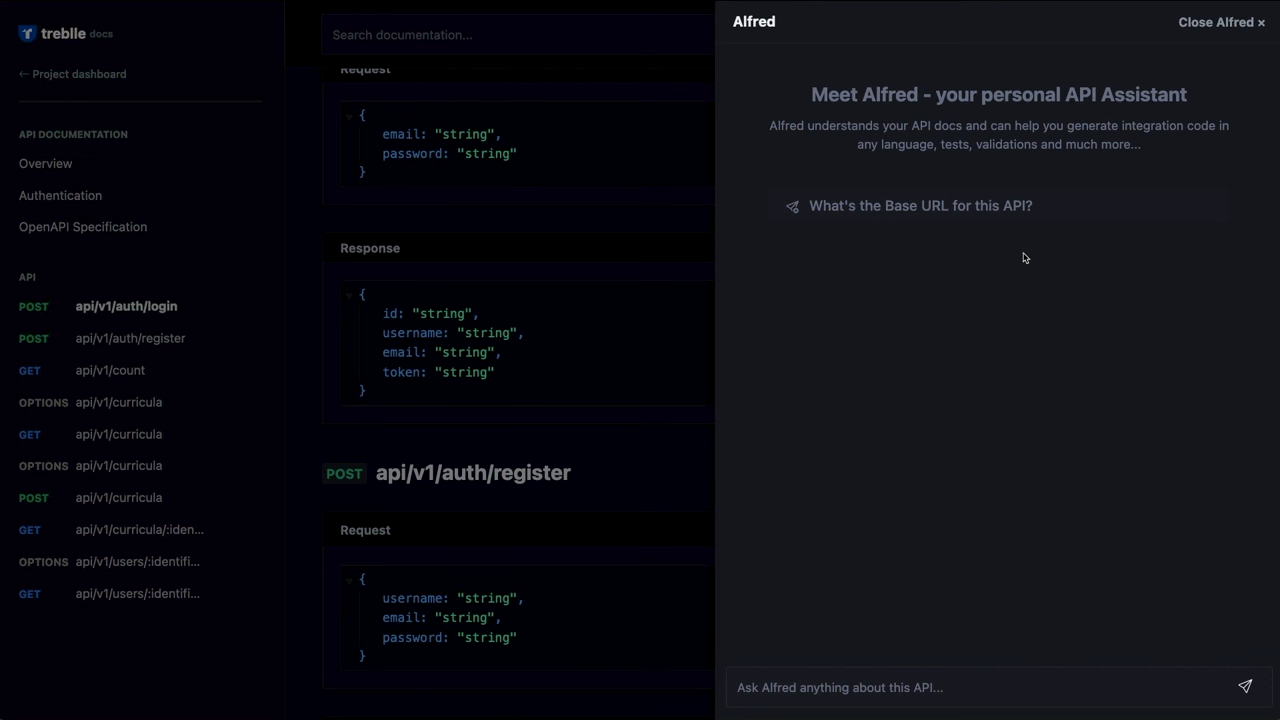 treblle docs
← Project dashboard
API DOCUMENTATION
Overview
Authentication
OpenAPI Specification
API
POST api/v1/auth/login
POST api/v1/auth/register
GET api/v1/count
OPTIONS api/v1/curricula
GET api/v1/curricula
OPTIONS api/v1/curricula
POST api/v1/curricula
GET api/v1/curricula/:iden...
OPTIONS api/v1/users/:identifi...
GET api/v1/users/:identifi...
Search documentation...
Request
{
email: "string",
password: "string"
}
Response
{
id: "string",
username: "string",
email: "string",
token: "string"
}
POST api/v1/auth/register
Request
{
username: "string",
email: "string",
password: "string"
}
Alfred
Close Alfred ×
Meet Alfred - your personal API Assistant
Alfred understands your API docs and can help you generate integration code in
any language, tests, validations and much more...
What's the Base URL for this API?
Ask Alfred anything about this API...